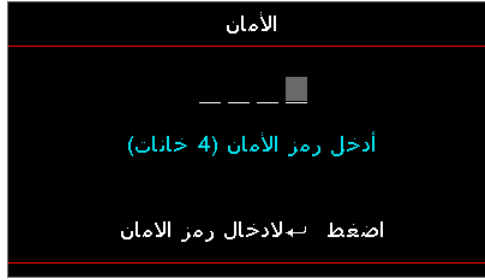 الأمان
أدخل رمز الأمان (4 خانات)
اضغط ↵ لادخال رمز الامان